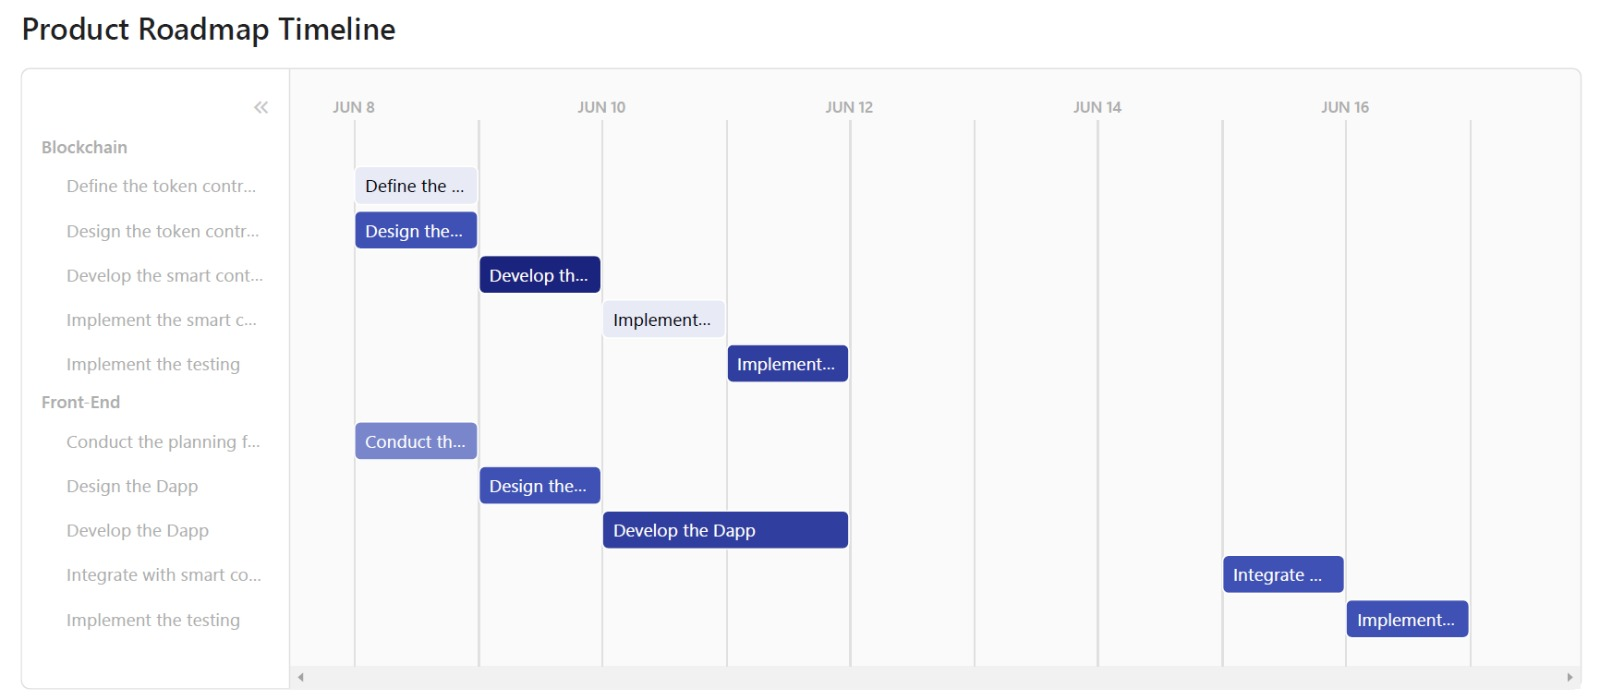 Product Roadmap Timeline
JUN 8 JUN 10 JUN 12 JUN 14 JUN 16
Blockchain
Define the token contr... Define the ...
Design the token contr... Design the...
Develop the smart cont... Develop th...
Implement the smart c... Implement...
Implement the testing Implement...
Front-End
Conduct the planning f... Conduct th...
Design the Dapp Design the...
Develop the Dapp Develop the Dapp
Integrate with smart co... Integrate ...
Implement the testing Implement...